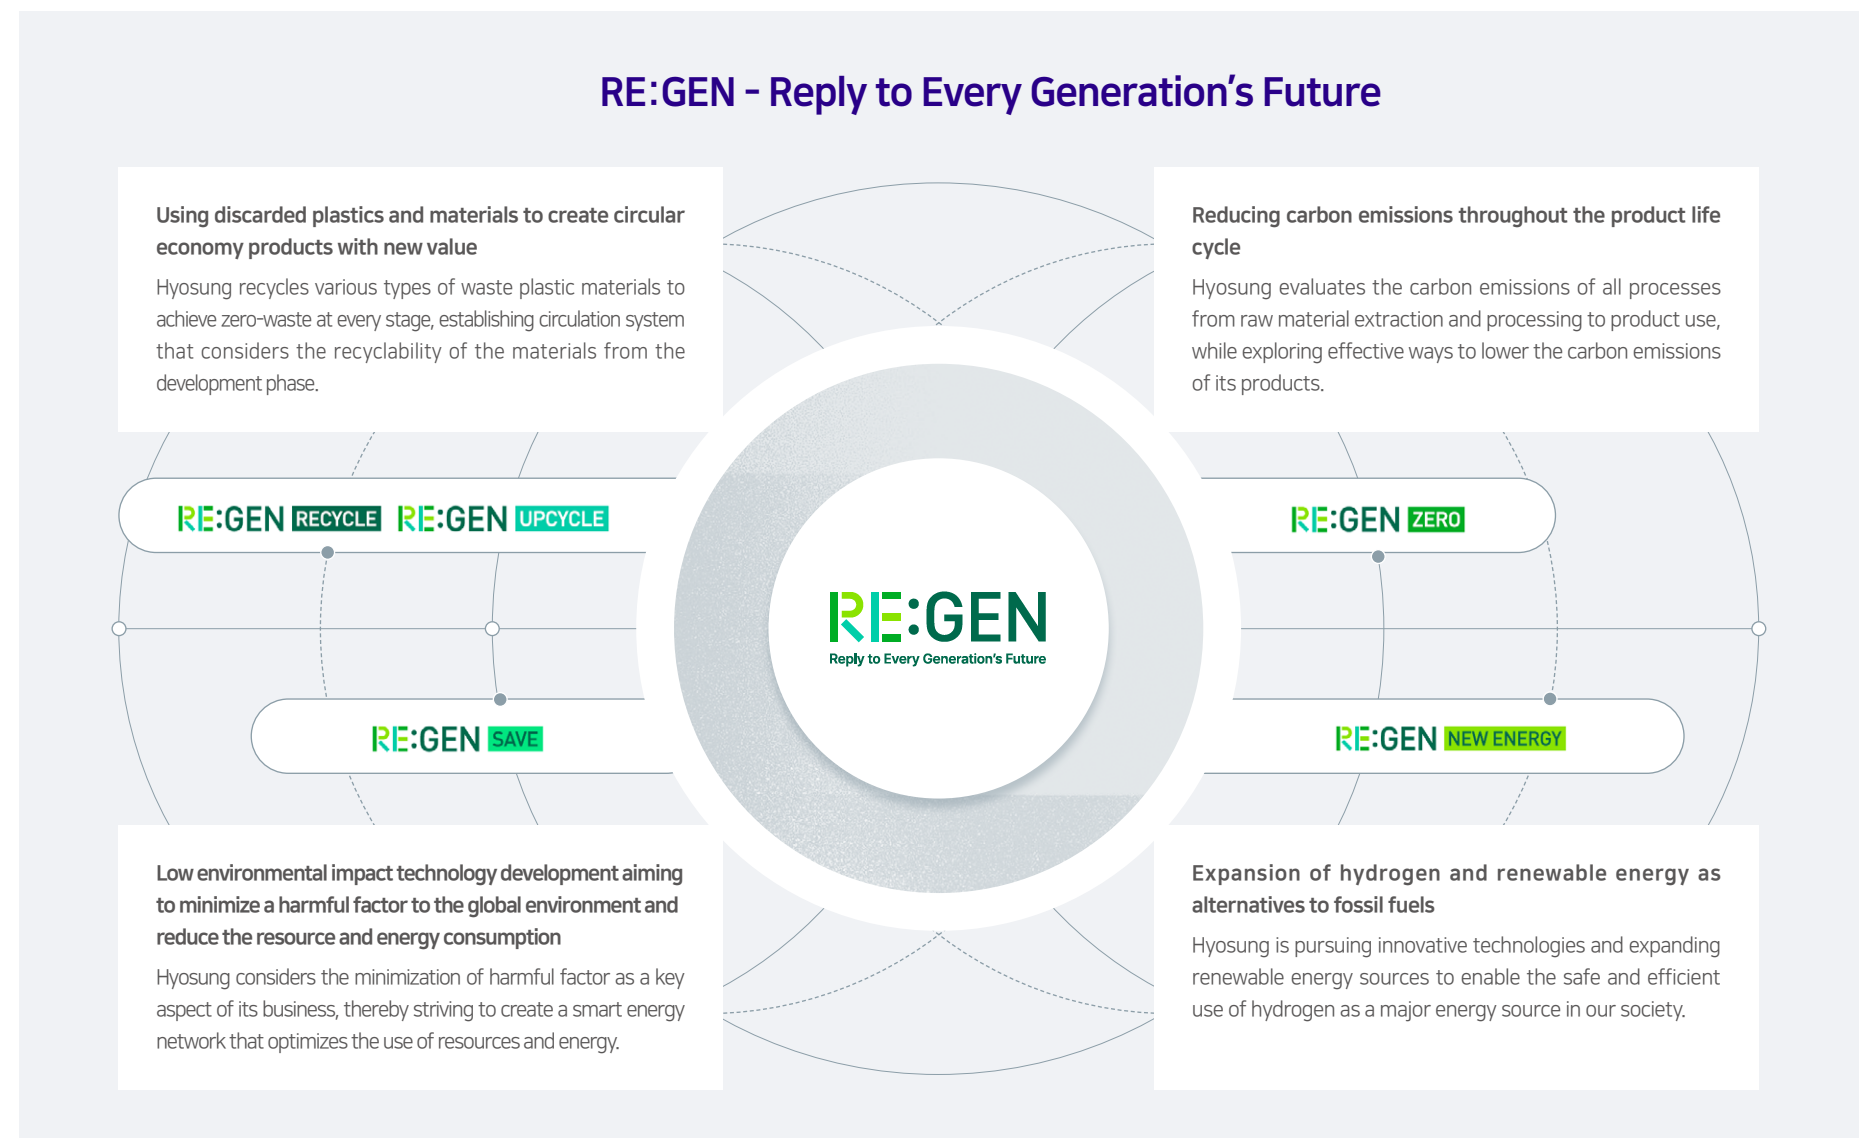 RE:GEN - Reply to Every Generation's Future
Using discarded plastics and materials to create circular
economy products with new value
Hyosung recycles various types of waste plastic materials to
achieve zero-waste at every stage, establishing circulation system
that considers the recyclability of the materials from the
development phase.
Reducing carbon emissions throughout the product life
cycle
Hyosung evaluates the carbon emissions of all processes
from raw material extraction and processing to product use,
while exploring effective ways to lower the carbon emissions
of its products.
RE:GEN RECYCLE RE:GEN UPCYCLE
RE:GEN ZERO
RE:GEN
Reply to Every Generation's Future
RE:GEN SAVE
RE:GEN NEW ENERGY
Low environmental impact technology development aiming
to minimize a harmful factor to the global environment and
reduce the resource and energy consumption
Hyosung considers the minimization of harmful factor as a key
aspect of its business, thereby striving to create a smart energy
network that optimizes the use of resources and energy.
Expansion of hydrogen and renewable energy as
alternatives to fossil fuels
Hyosung is pursuing innovative technologies and expanding
renewable energy sources to enable the safe and efficient
use of hydrogen as a major energy source in our society.